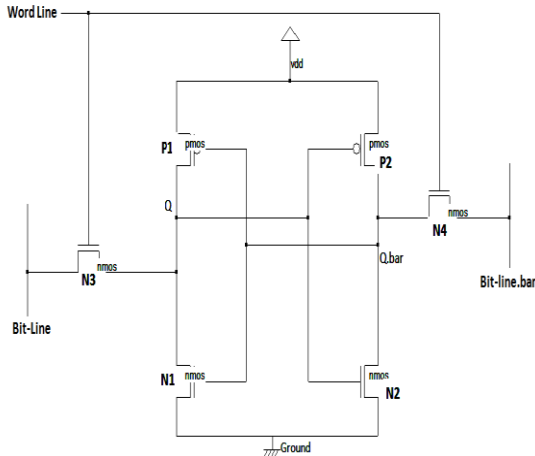 Word Line
vdd
P1
pmos
pmos
P2
Q
nmos
N4
N3
nmos
Q.bar
Bit-line.bar
Bit-Line
N1
nmos
nmos
N2
Ground